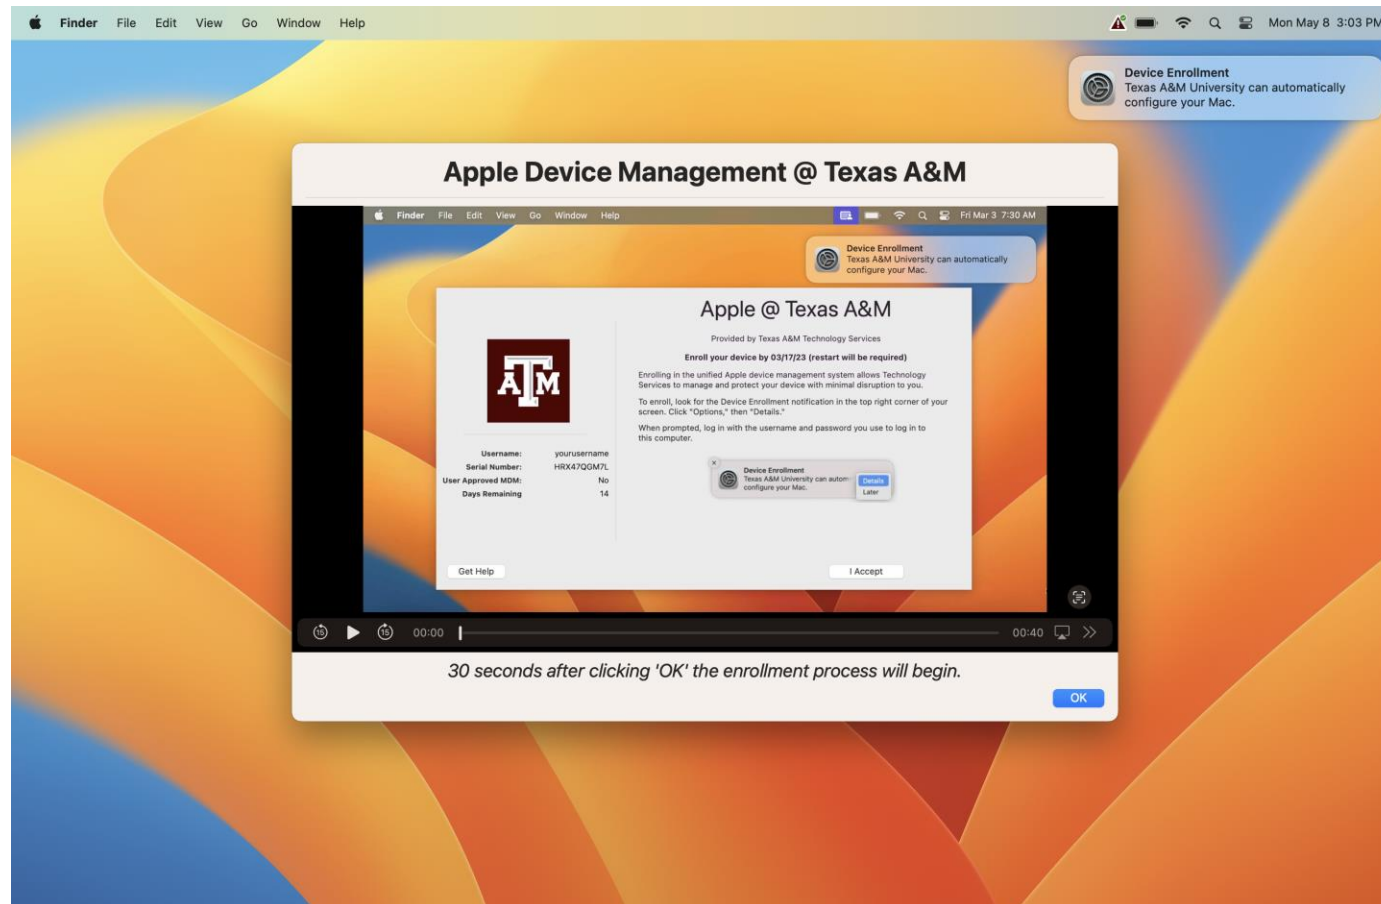 Finder File Edit View Go Window Help
Mon May 8 3:03 PM
Device Enrollment
Texas A&M University can automatically
configure your Mac.
Apple Device Management @ Texas A&M
Finder File Edit View Go Window Help
Fri Mar 3 7:30 AM
Device Enrollment
Texas A&M University can automatically
configure your Mac.
Apple @ Texas A&M
Provided by Texas A&M Technology Services
Enroll your device by 03/17/23 (restart will be required)
Enrolling in the unified Apple device management system allows Technology
Services to manage and protect your device with minimal disruption to you.
To enroll, look for the Device Enrollment notification in the top right corner of your
screen. Click "Options," then "Details."
When prompted, log in with the username and password you use to log in to
this computer.
ATM
Username: yourusername
Serial Number: HRX47QGM7L
User Approved MDM: No
Days Remaining 14
Device Enrollment
Texas A&M University can autom
configure your Mac.
Details
Later
Get Help
I Accept
15
15
00:00
00:40
30 seconds after clicking 'OK' the enrollment process will begin.
OK